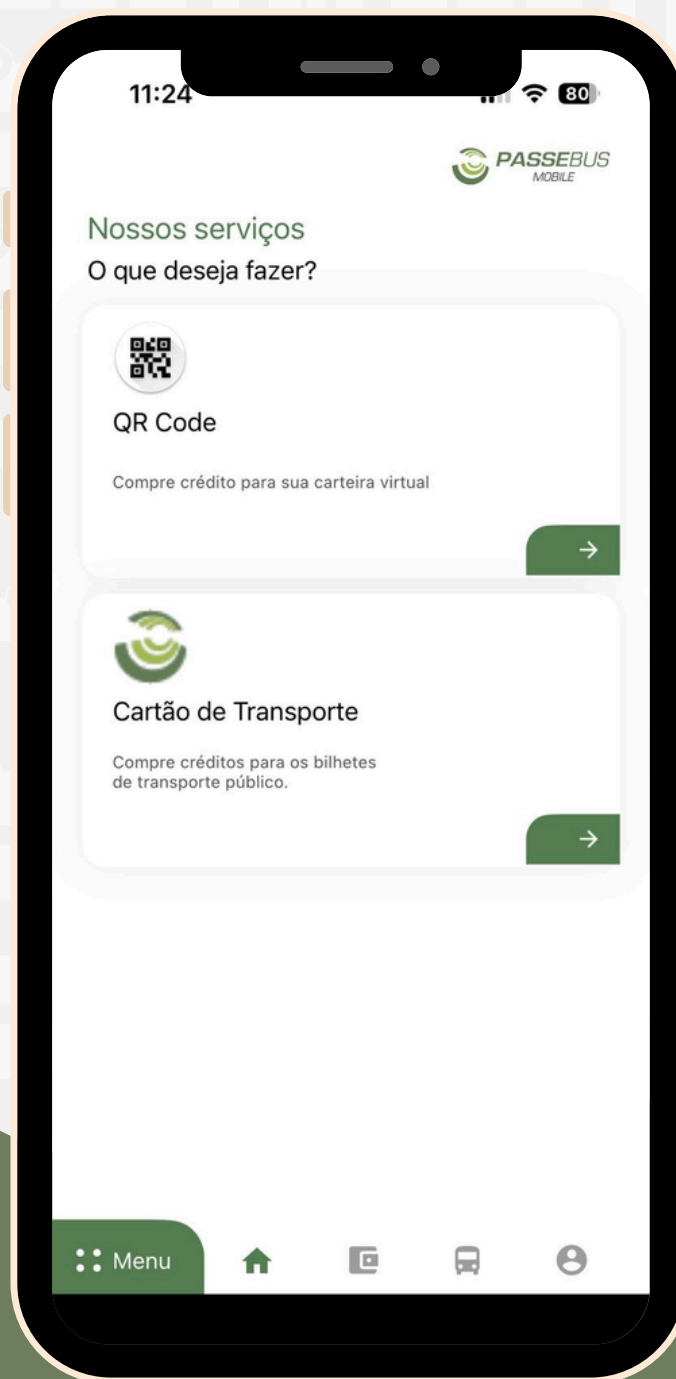 11:24
80
PASSEBUS
MOBILE
Nossos serviços
O que deseja fazer?
QR Code
Compre crédito para sua carteira virtual
Cartão de Transporte
Compre créditos para os bilhetes
de transporte público.
Menu